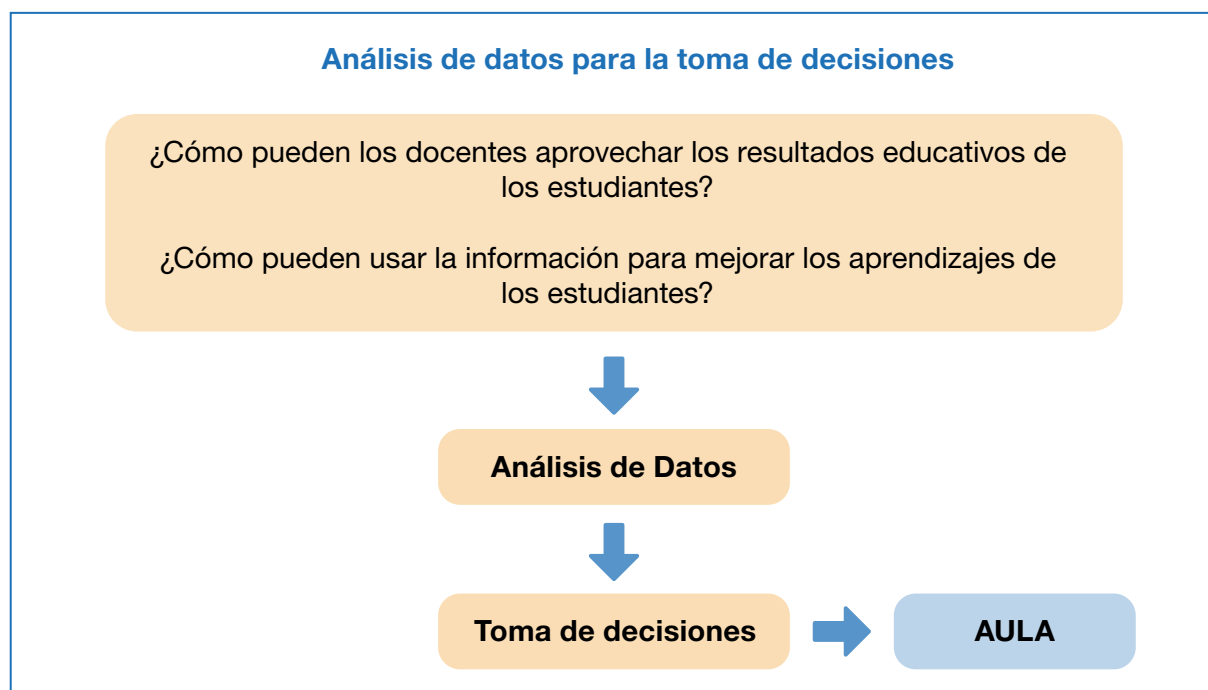 Análisis de datos para la toma de decisiones
¿Cómo pueden los docentes aprovechar los resultados educativos de
los estudiantes?
¿Cómo pueden usar la información para mejorar los aprendizajes de
los estudiantes?
Análisis de Datos
Toma de decisiones
AULA